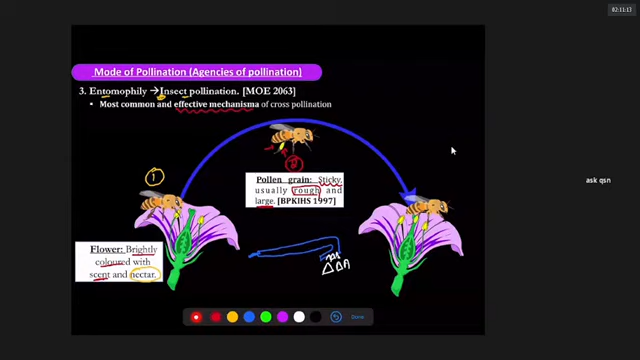 02:11:13
Mode of Pollination (Agencies of pollination)
3. Entomophily →Insect pollination. [MOE 2063]
• Most common and effective mechanisma of cross pollination
1
2
Pollen grain: Sticky,
usually rough and
large. [BPKIHS 1997]
ask qsn
Flower: Brightly
coloured with
scent and nectar.
Done